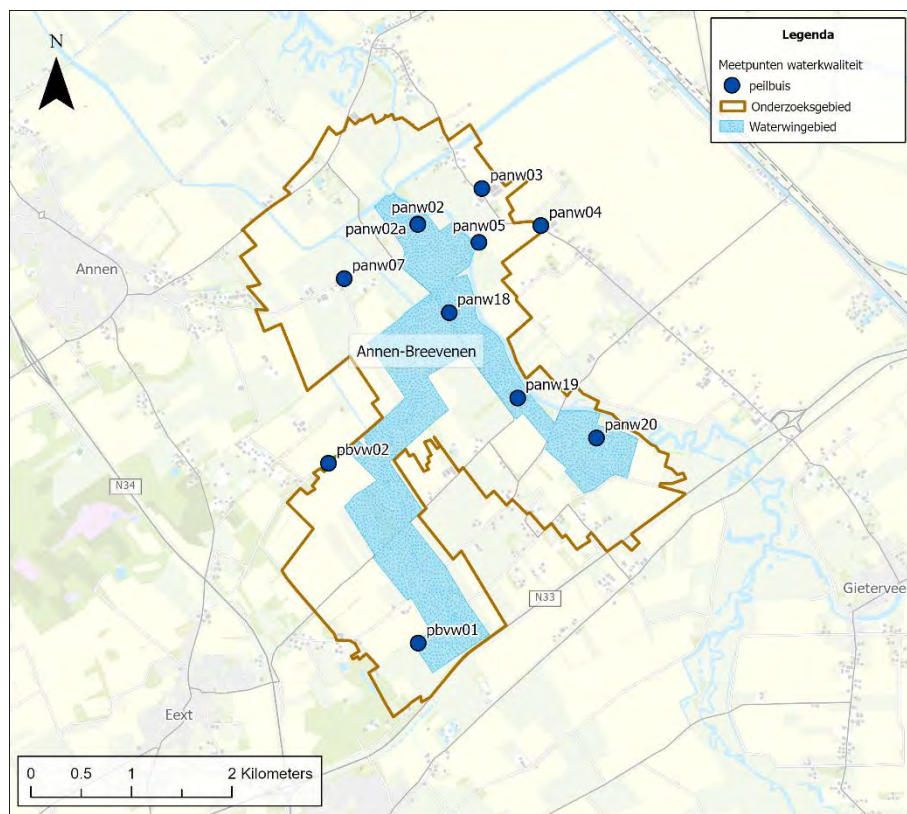 N
Legenda
Meetpunten waterkwaliteit
peilbuis
Onderzoeksgebied
Waterwingebied
panw03
panw02
panw04
panw02a
panw05
Annen
panw07
panw18
Annen-Breevenen
panw19
panw20
pbvw02
N34
Gietervee
N33
pbvw01
Eext
0 0.5 1 2 Kilometers